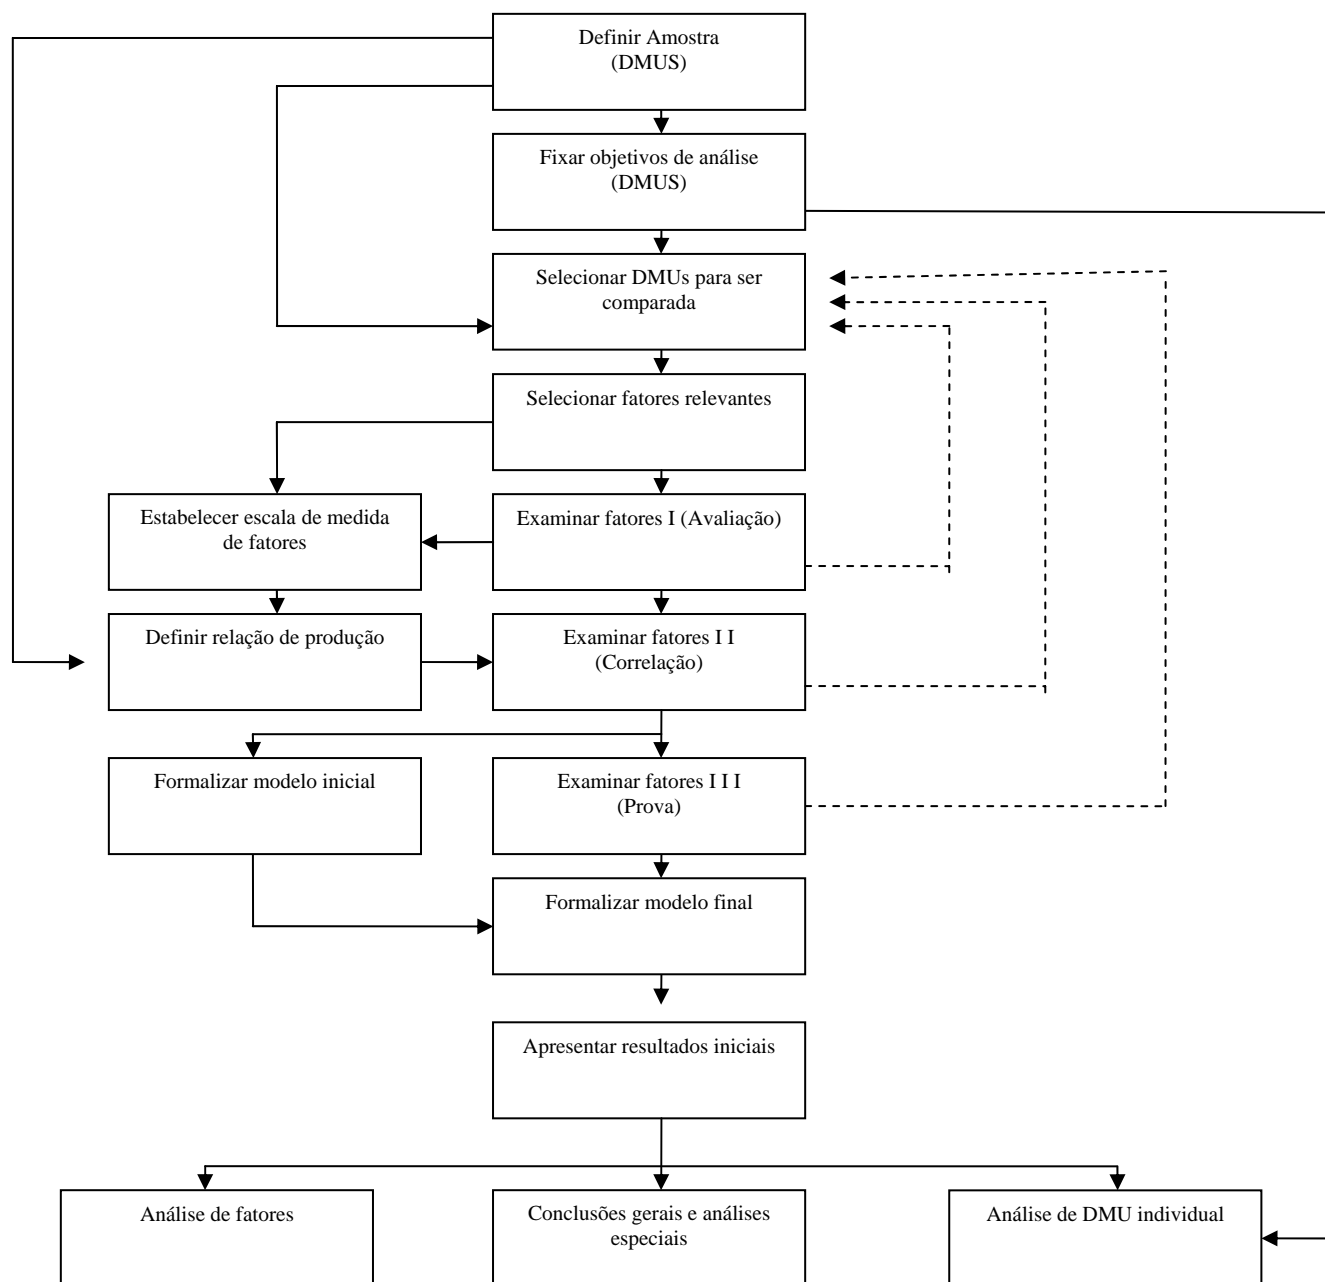 Definir Amostra
(DMUS)
Fixar objetivos de análise
(DMUS)
Selecionar DMUs para ser
comparada
Selecionar fatores relevantes
Estabelecer escala de medida
de fatores
Examinar fatores I (Avaliação)
Definir relação de produção
Examinar fatores I I
(Correlação)
Formalizar modelo inicial
Examinar fatores I I I
(Prova)
Formalizar modelo final
Apresentar resultados iniciais
Análise de fatores
Conclusões gerais e análises
especiais
Análise de DMU individual